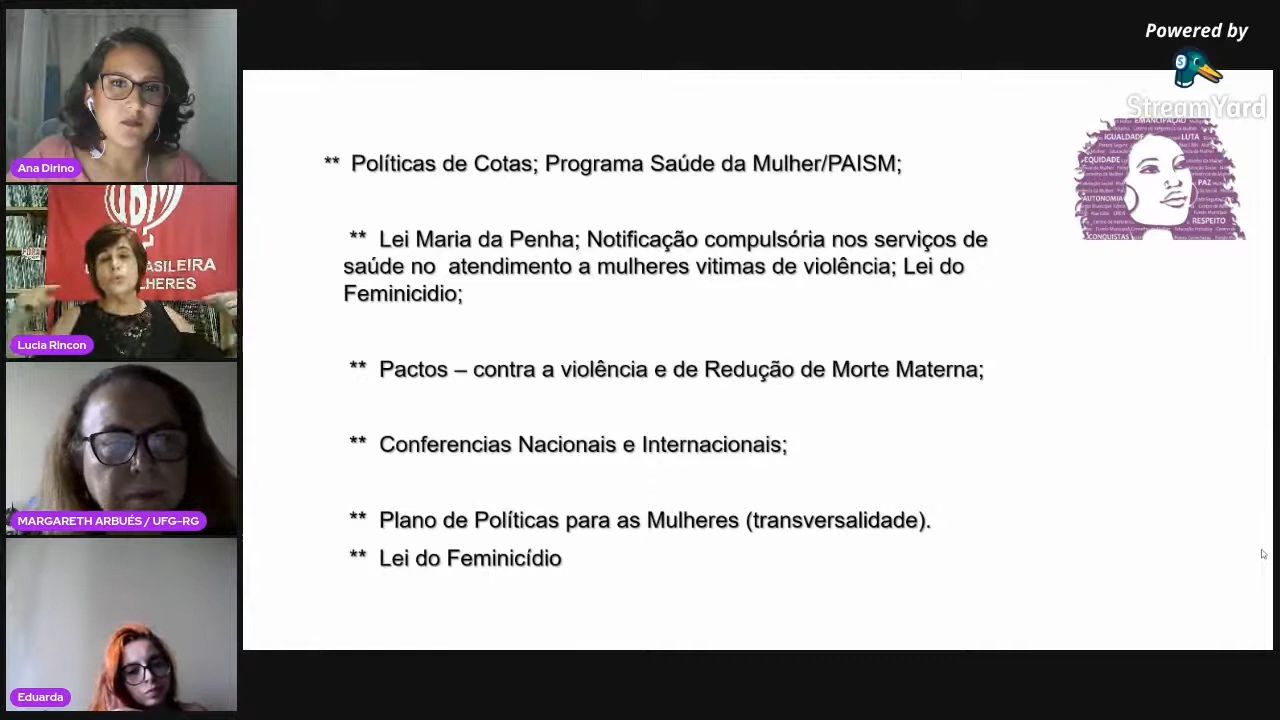 Powered by
StreamYard
Ana Dirino
UBM
ASILEIRA
LHERES
Lucia Rincon
MARGARETH ARBUÉS / UFG-RG
Eduarda
** Políticas de Cotas; Programa Saúde da Mulher/PAISM;
** Lei Maria da Penha; Notificação compulsória nos serviços de
saúde no atendimento a mulheres vitimas de violência; Lei do
Feminicidio;
** Pactos – contra a violência e de Redução de Morte Materna;
** Conferencias Nacionais e Internacionais;
** Plano de Políticas para as Mulheres (transversalidade).
** Lei do Feminicídio
EMANCIPAÇÃO
IGUALDADE
LUTA
EQUIDADE
PAZ
AUTONOMIA
RESPEITO
CONQUISTAS